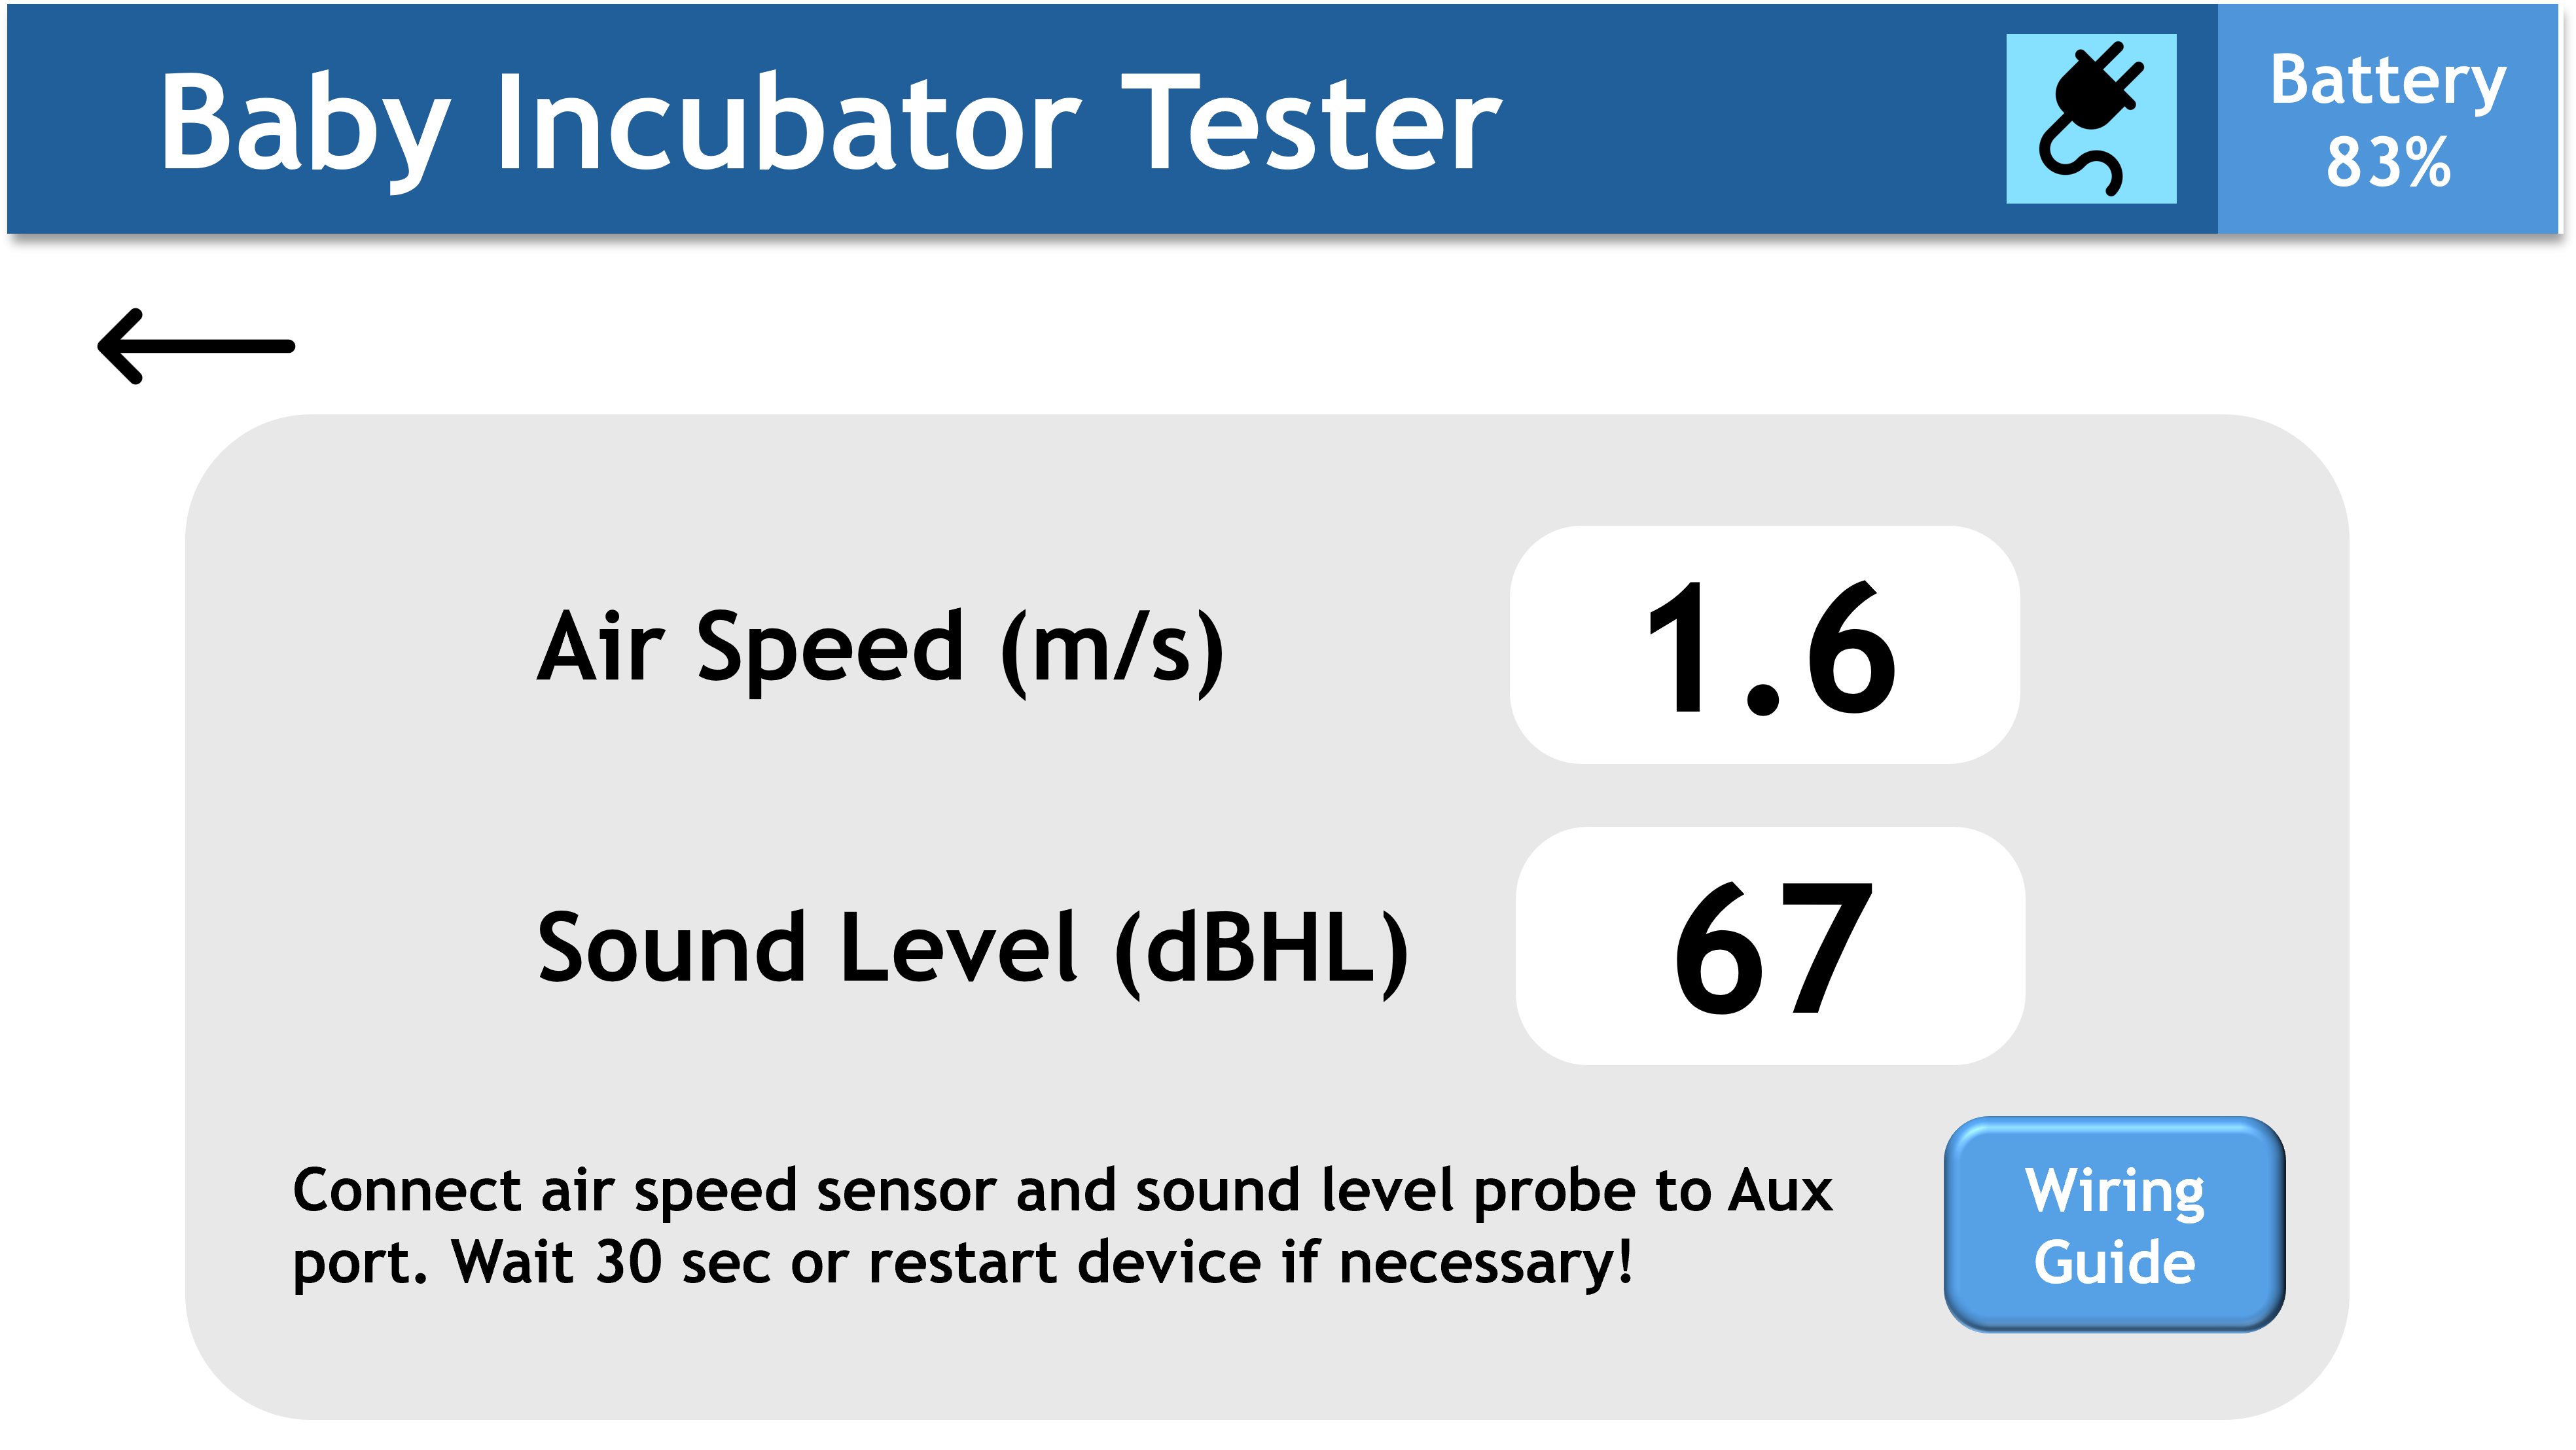 Baby Incubator Tester
Battery
83%
Air Speed (m/s)
1.6
Sound Level (dBHL)
67
Connect air speed sensor and sound level probe to Aux
port. Wait 30 sec or restart device if necessary!
Wiring
Guide